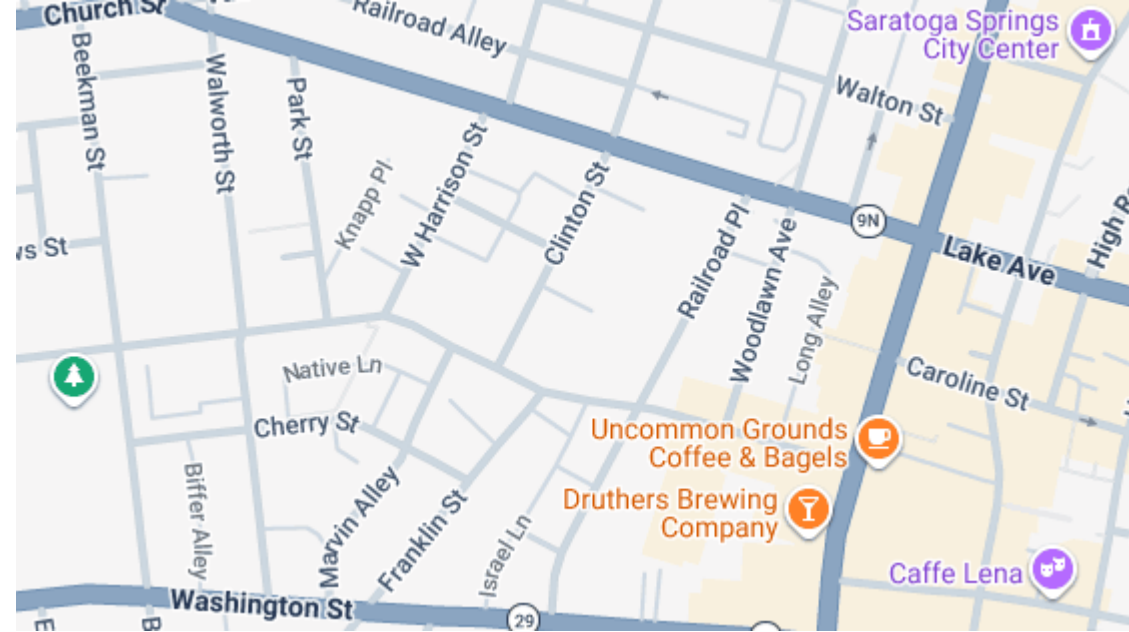 Church St
Railroad Alley
Saratoga Springs
City Center
Beekman St
Walworth St
Park St
Walton St
Knapp Pl
W Harrison St
Clinton St
Railroad Pl
Woodlawn Ave
9N
Lake Ave
High R
ws St
Long Alley
Native Ln
Caroline St
Cherry St
Uncommon Grounds
Coffee & Bagels
Biffer Alley
Marvin Alley
Franklin St
Israel Ln
Druthers Brewing
Company
Caffe Lena
Washington St
29
E
B